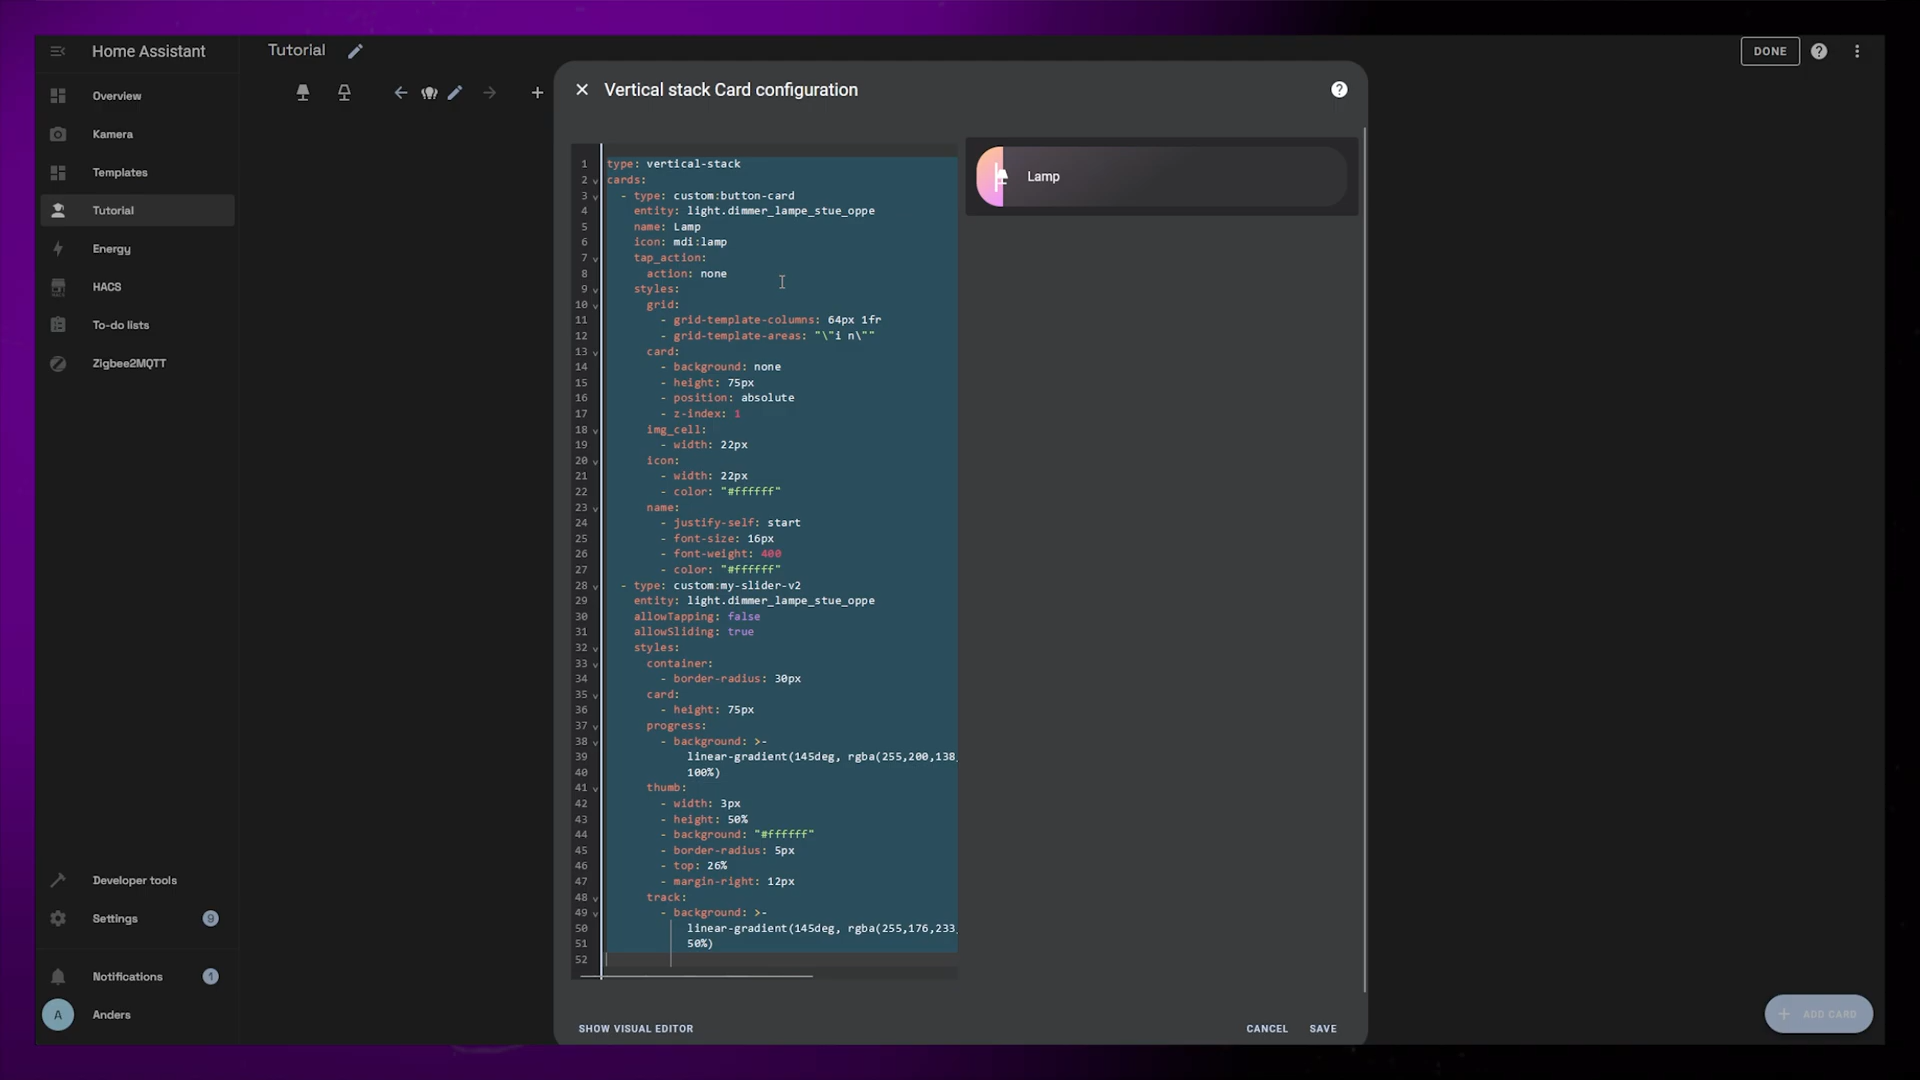 Home Assistant
Tutorial
DONE
Overview
Kamera
Templates
Tutorial
Energy
HACS
To-do lists
Zigbee2MQTT
Developer tools
Settings
9
Notifications
1
A
Anders
Vertical stack Card configuration
1 type: vertical-stack
2 cards:
3 - type: custom:button-card
4 entity: light.dimmer_lampe_stue_oppe
5 name: Lamp
6 icon: mdi:lamp
7 tap_action:
8 action: none
9 styles:
10 grid:
11 - grid-template-columns: 64px 1fr
12 - grid-template-areas: "\"i n\""
13 card:
14 - background: none
15 - height: 75px
16 - position: absolute
17 - z-index: 1
18 img_cell:
19 - width: 22px
20 icon:
21 - width: 22px
22 - color: "#ffffff"
23 name:
24 - justify-self: start
25 - font-size: 16px
26 - font-weight: 400
27 - color: "#ffffff"
28 - type: custom:my-slider-v2
29 entity: light.dimmer_lampe_stue_oppe
30 allowTapping: false
31 allowSliding: true
32 styles:
33 container:
34 - border-radius: 30px
35 card:
36 - height: 75px
37 progress:
38 - background: >-
39 linear-gradient(145deg, rgba(255,200,138,
40 100%)
41 thumb:
42 - width: 3px
43 - height: 50%
44 - background: "#ffffff"
45 - border-radius: 5px
46 - top: 26%
47 - margin-right: 12px
48 track:
49 - background: >-
50 linear-gradient(145deg, rgba(255,176,233,
51 50%)
52
Lamp
SHOW VISUAL EDITOR
CANCEL
SAVE
ADD CARD